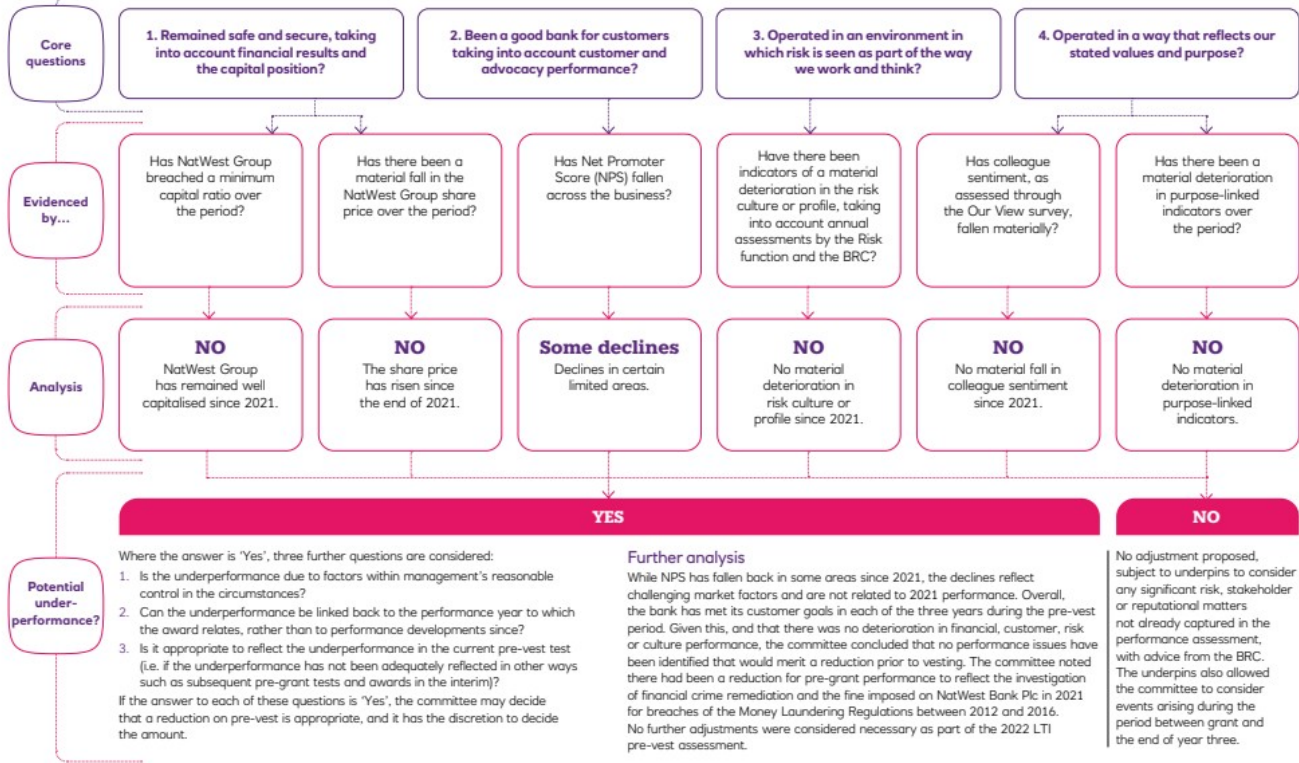 Core
questions
1. Remained safe and secure, taking
into account financial results and
the capital position?
2. Been a good bank for customers
taking into account customer and
advocacy performance?
3. Operated in an environment in
which risk is seen as part of the way
we work and think?
4. Operated in a way that reflects our
stated values and purpose?
Evidenced
by...
Has NatWest Group
breached a minimum
capital ratio over
the period?
Has there been a
material fall in the
NatWest Group share
price over the period?
Has Net Promoter
Score (NPS) fallen
across the business?
Have there been
indicators of a material
deterioration in the risk
culture or profile, taking
into account annual
assessments by the Risk
function and the BRC?
Has colleague
sentiment, as
assessed through
the Our View survey,
fallen materially?
Has there been a
material deterioration
in purpose-linked
indicators over
the period?
Analysis
NO
NatWest Group
has remained well
capitalised since 2021.
NO
The share price
has risen since
the end of 2021.
Some declines
Declines in certain
limited areas.
NO
No material
deterioration in
risk culture or
profile since 2021.
NO
No material fall in
colleague sentiment
since 2021.
NO
No material
deterioration in
purpose-linked
indicators.
Potential
under-
performance?
YES
Where the answer is ‘Yes’, three further questions are considered:
1. Is the underperformance due to factors within management’s reasonable
control in the circumstances?
2. Can the underperformance be linked back to the performance year to which
the award relates, rather than to performance developments since?
3. Is it appropriate to reflect the underperformance in the current pre-vest test
(i.e. if the underperformance has not been adequately reflected in other ways
such as subsequent pre-grant tests and awards in the interim)?
If the answer to each of these questions is ‘Yes’, the committee may decide
that a reduction on pre-vest is appropriate, and it has the discretion to decide
the amount.
Further analysis
While NPS has fallen back in some areas since 2021, the declines reflect
challenging market factors and are not related to 2021 performance. Overall,
the bank has met its customer goals in each of the three years during the pre-vest
period. Given this, and that there was no deterioration in financial, customer, risk
or culture performance, the committee concluded that no performance issues have
been identified that would merit a reduction prior to vesting. The committee noted
there had been a reduction for pre-grant performance to reflect the investigation
of financial crime remediation and the fine imposed on NatWest Bank Plc in 2021
for breaches of the Money Laundering Regulations between 2012 and 2016.
No further adjustments were considered necessary as part of the 2022 LTI
pre-vest assessment.
NO
No adjustment proposed,
subject to underpins to consider
any significant risk, stakeholder
or reputational matters
not already captured in the
performance assessment,
with advice from the BRC.
The underpins also allowed
the committee to consider
events arising during the
period between grant and
the end of year three.